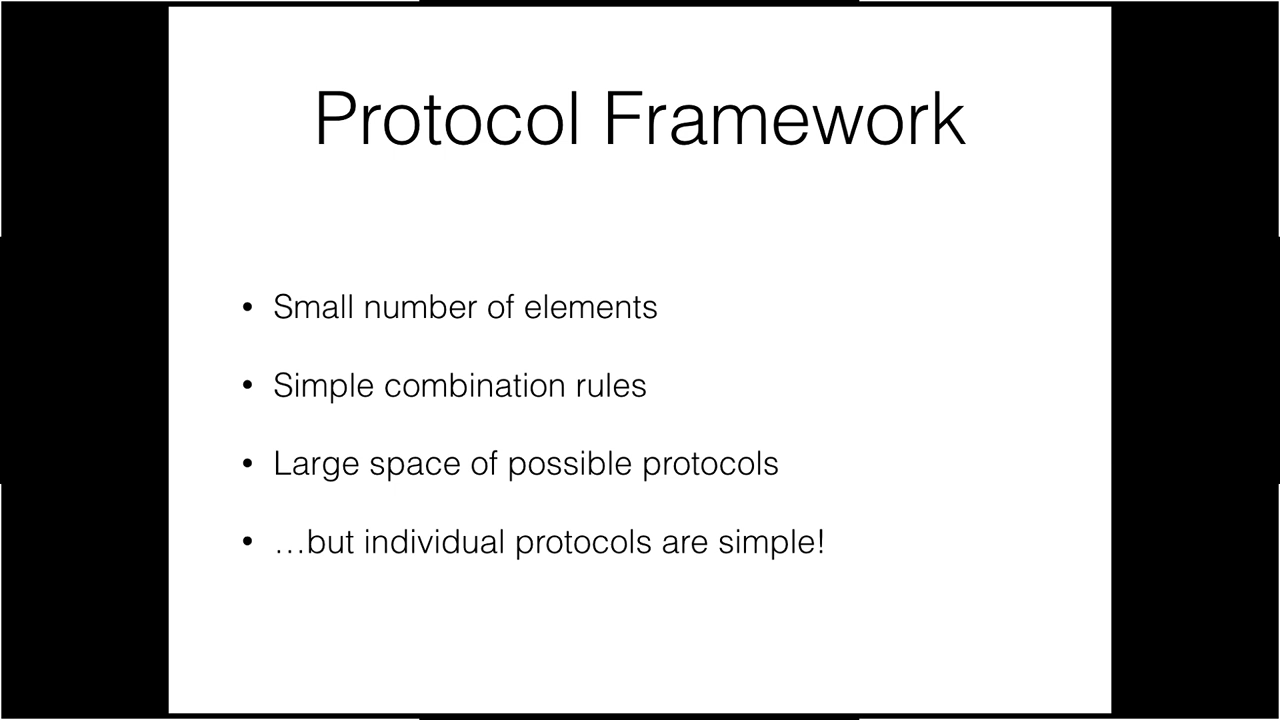 Protocol Framework
• Small number of elements
• Simple combination rules
• Large space of possible protocols
• …but individual protocols are simple!